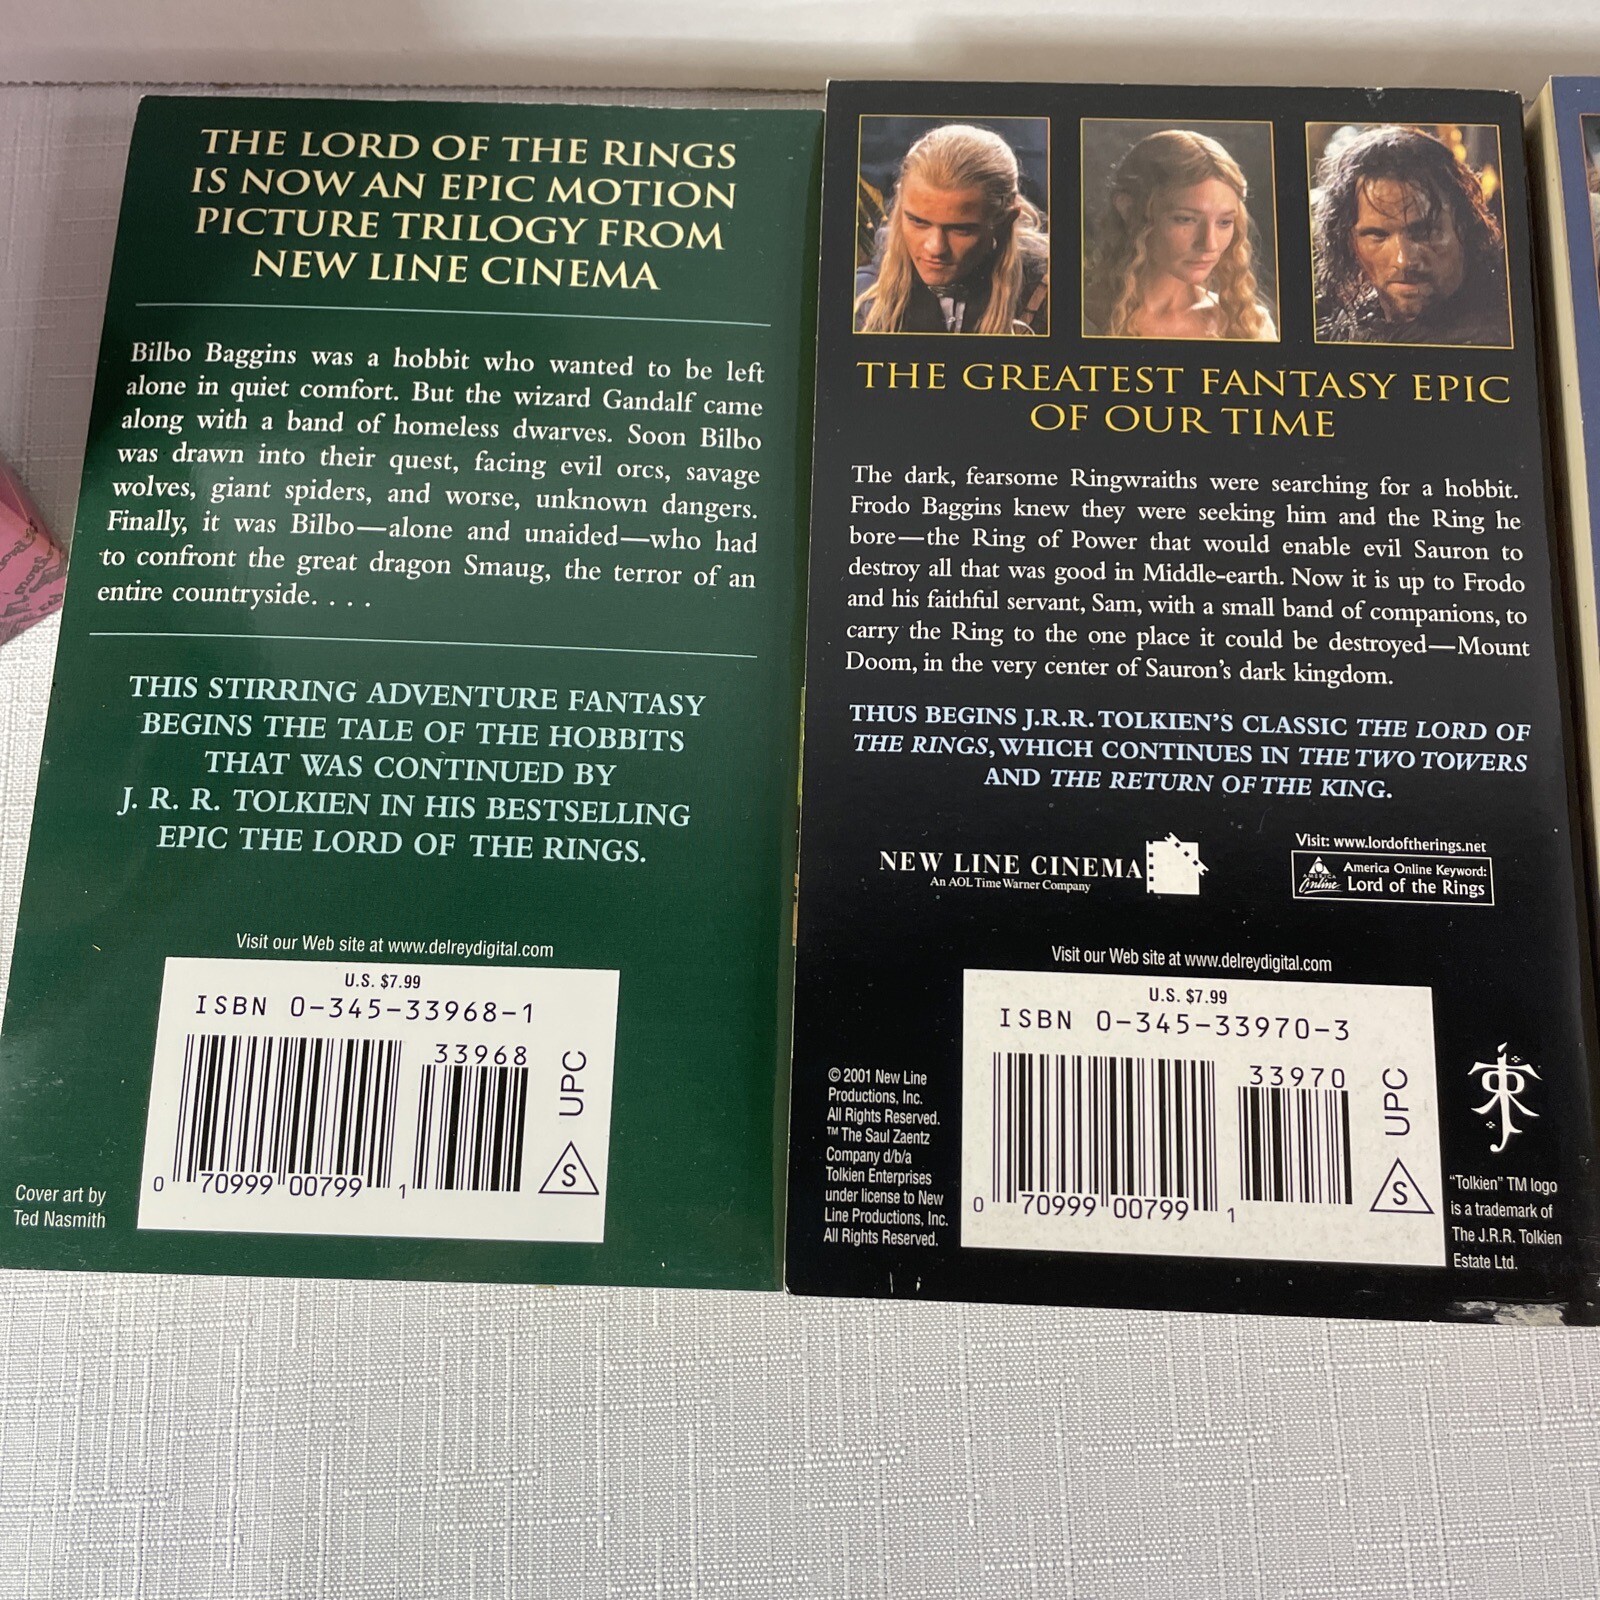 THE LORD OF THE RINGS
IS NOW AN EPIC MOTION
PICTURE TRILOGY FROM
NEW LINE CINEMA
Bilbo Baggins was a hobbit who wanted to be left
alone in quiet comfort. But the wizard Gandalf came
along with a band of homeless dwarves. Soon Bilbo
was drawn into their quest, facing evil orcs, savage
wolves, giant spiders, and worse, unknown dangers.
Finally, it was Bilbo—alone and unaided—who had
to confront the great dragon Smaug, the terror of an
entire countryside. . . .
THIS STIRRING ADVENTURE FANTASY
BEGINS THE TALE OF THE HOBBITS
THAT WAS CONTINUED BY
J. R. R. TOLKIEN IN HIS BESTSELLING
EPIC THE LORD OF THE RINGS.
Visit our Web site at www.delreydigital.com
U.S. $7.99
ISBN 0-345-33968-1
33968
UPC
0 70999 00799 1
S
Cover art by
Ted Nasmith
THE GREATEST FANTASY EPIC
OF OUR TIME
The dark, fearsome Ringwraiths were searching for a hobbit.
Frodo Baggins knew they were seeking him and the Ring he
bore—the Ring of Power that would enable evil Sauron to
destroy all that was good in Middle-earth. Now it is up to Frodo
and his faithful servant, Sam, with a small band of companions, to
carry the Ring to the one place it could be destroyed—Mount
Doom, in the very center of Sauron's dark kingdom.
THUS BEGINS J.R.R. TOLKIEN'S CLASSIC THE LORD OF
THE RINGS, WHICH CONTINUES IN THE TWO TOWERS
AND THE RETURN OF THE KING.
NEW LINE CINEMA
An AOL Time Warner Company
Visit: www.lordoftherings.net
AMERICA Online
America Online Keyword:
Lord of the Rings
Visit our Web site at www.delreydigital.com
U.S. $7.99
ISBN 0-345-33970-3
33970
UPC
0 70999 00799 1
S
© 2001 New Line
Productions, Inc.
All Rights Reserved.
™ The Saul Zaentz
Company d/b/a
Tolkien Enterprises
under license to New
Line Productions, Inc.
All Rights Reserved.
"Tolkien" TM logo
is a trademark of
The J.R.R. Tolkien
Estate Ltd.